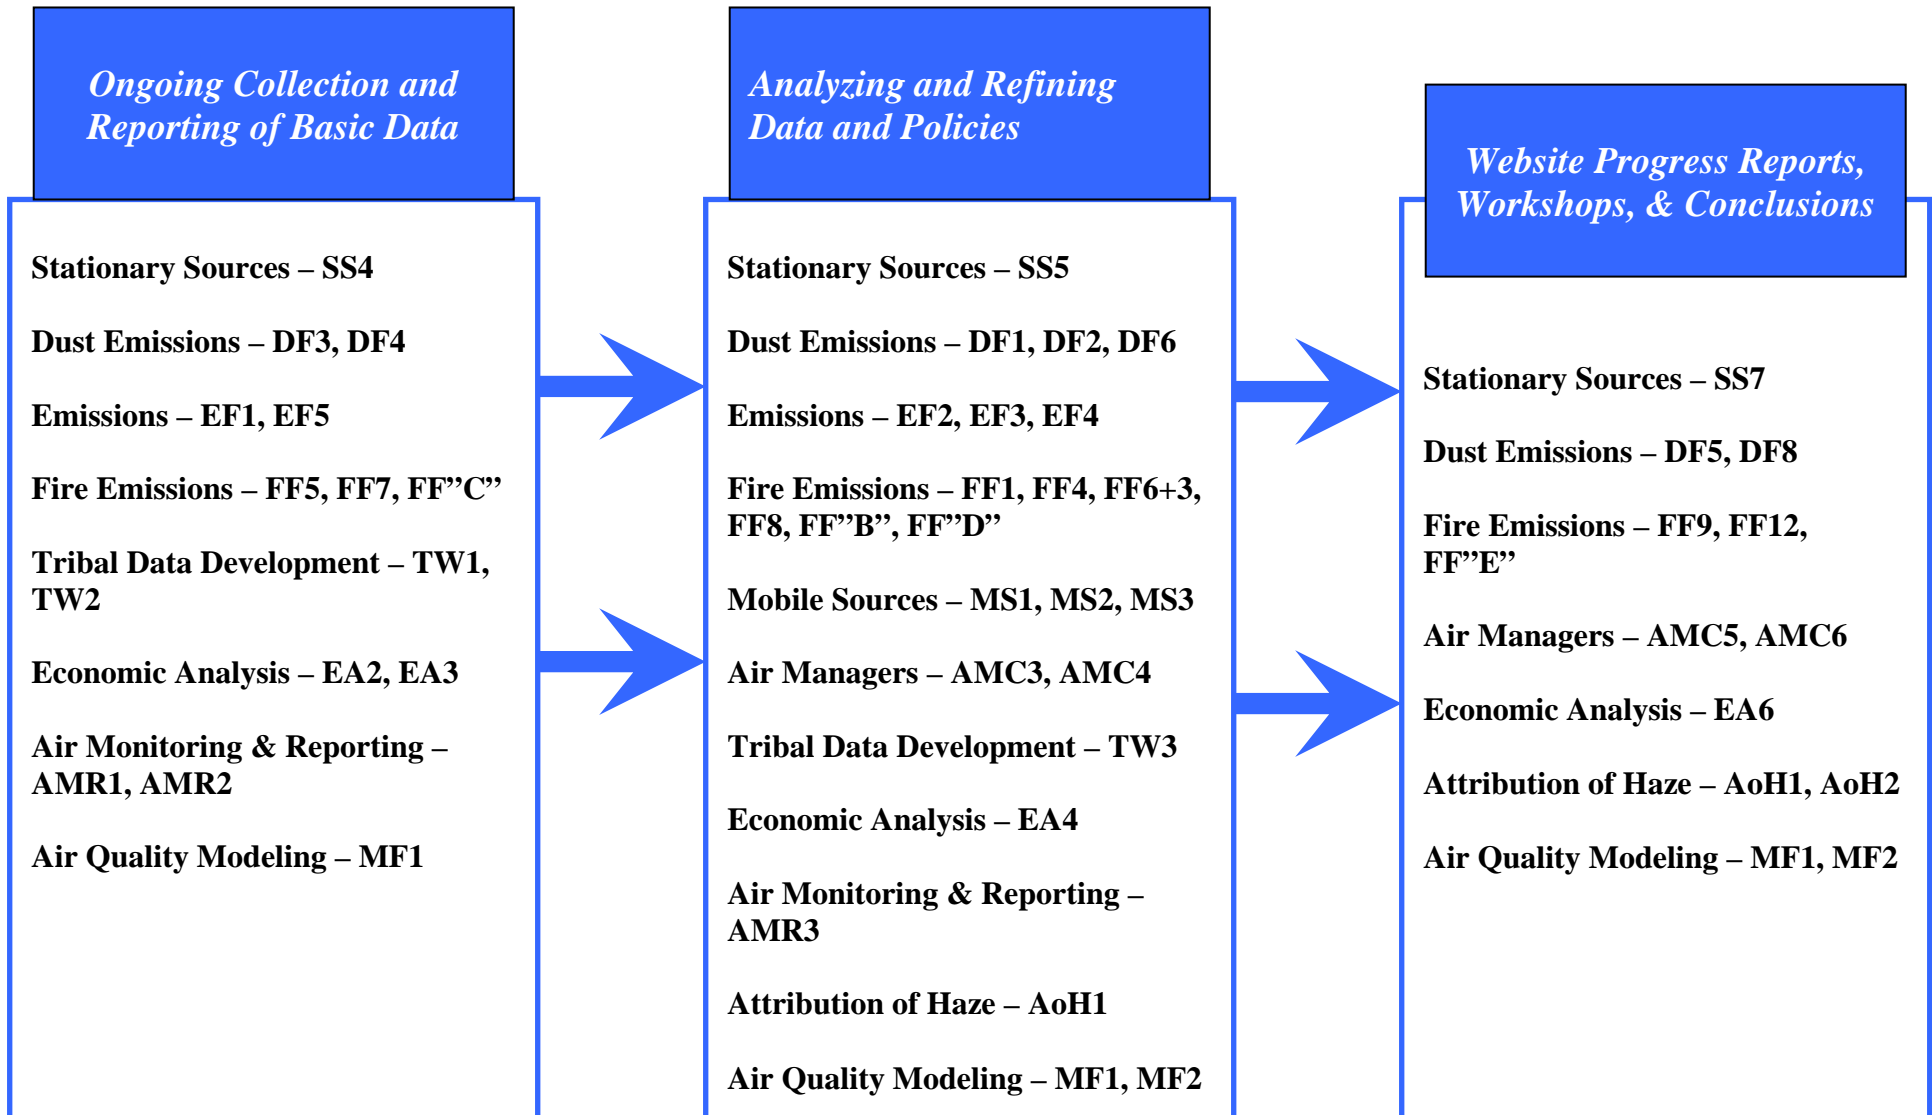 Ongoing Collection and
Reporting of Basic Data
Stationary Sources – SS4
Dust Emissions – DF3, DF4
Emissions – EF1, EF5
Fire Emissions – FF5, FF7, FF”C”
Tribal Data Development – TW1,
TW2
Economic Analysis – EA2, EA3
Air Monitoring & Reporting –
AMR1, AMR2
Air Quality Modeling – MF1
Analyzing and Refining
Data and Policies
Stationary Sources – SS5
Dust Emissions – DF1, DF2, DF6
Emissions – EF2, EF3, EF4
Fire Emissions – FF1, FF4, FF6+3,
FF8, FF”B”, FF”D”
Mobile Sources – MS1, MS2, MS3
Air Managers – AMC3, AMC4
Tribal Data Development – TW3
Economic Analysis – EA4
Air Monitoring & Reporting –
AMR3
Attribution of Haze – AoH1
Air Quality Modeling – MF1, MF2
Website Progress Reports,
Workshops, & Conclusions
Stationary Sources – SS7
Dust Emissions – DF5, DF8
Fire Emissions – FF9, FF12,
FF”E”
Air Managers – AMC5, AMC6
Economic Analysis – EA6
Attribution of Haze – AoH1, AoH2
Air Quality Modeling – MF1, MF2